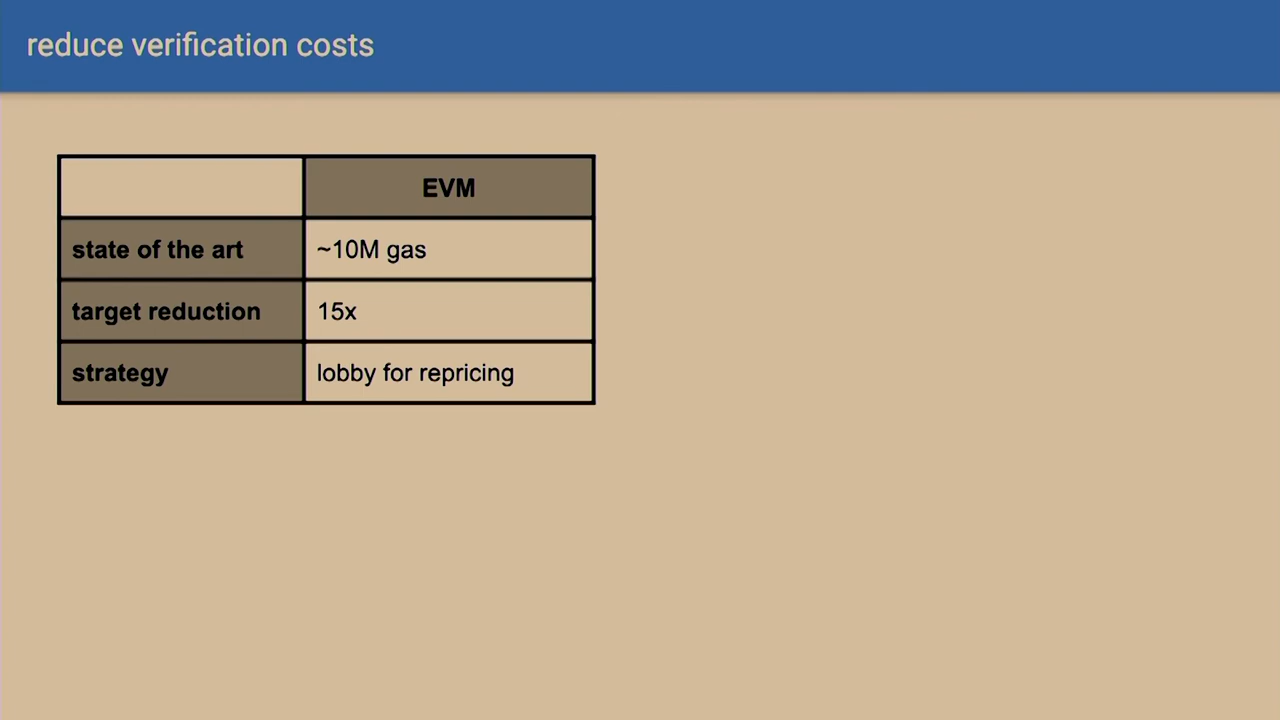 reduce verification costs
EVM
state of the art ~10M gas
target reduction 15x
strategy lobby for repricing